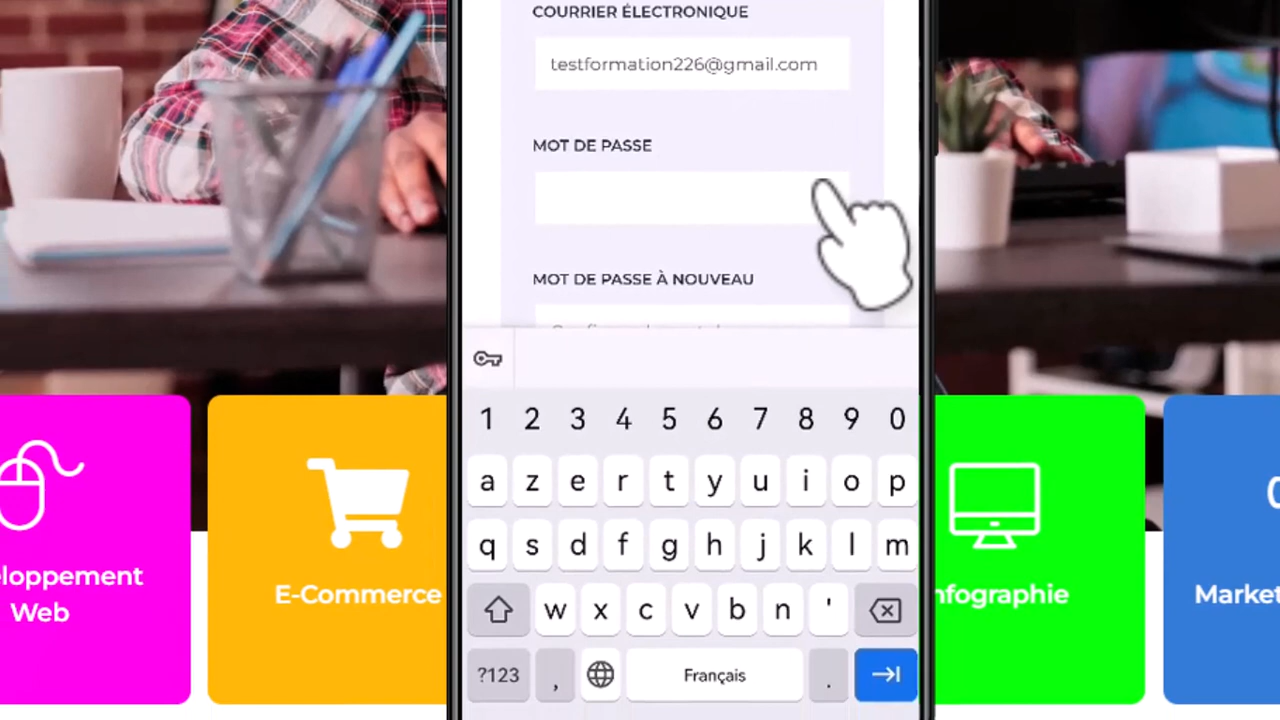 COURRIER ÉLECTRONIQUE
testformation226@gmail.com
MOT DE PASSE
MOT DE PASSE À NOUVEAU
1 2 3 4 5 6 7 8 9 0
a z e r t y u i o p
q s d f g h j k l m
w x c v b n '
?123 , Français .
eloppement
Web
E-Commerce
nfographie
Market